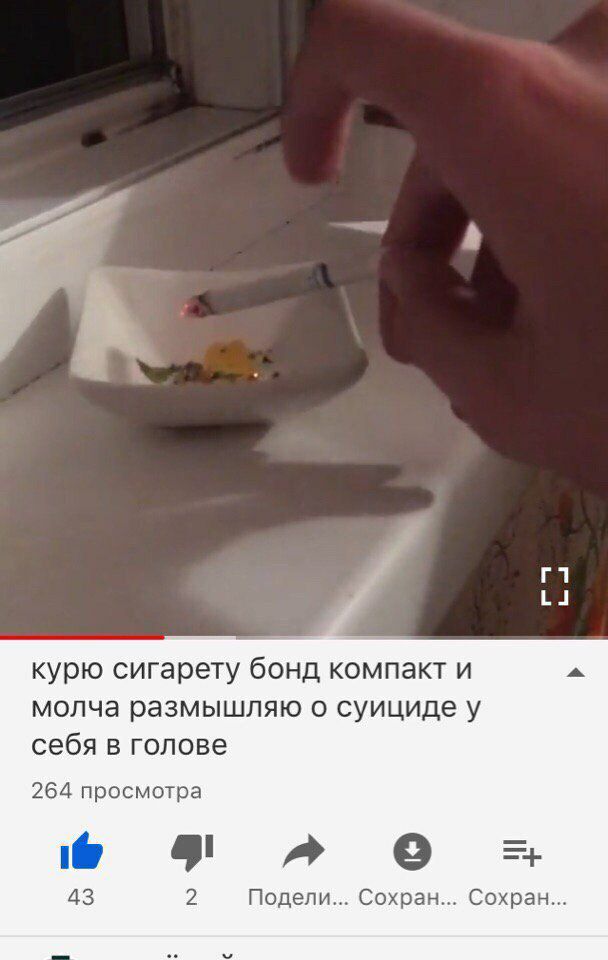 курю сигарету бонд компакт и
молча размышляю о суициде у
себя в голове
264 просмотра
43 2 Подели... Сохран... Сохран...